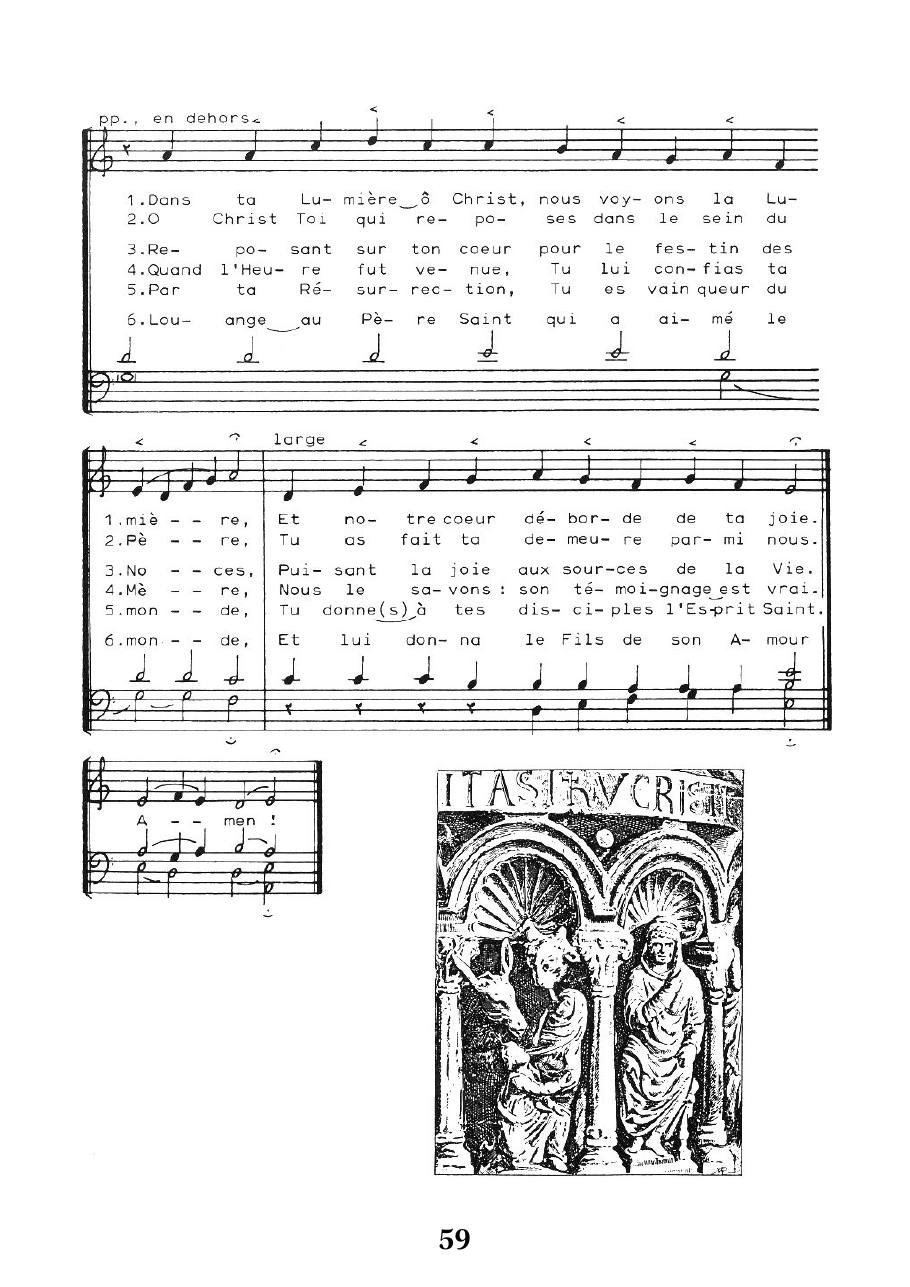 pp., en dehors
1.Dans ta Lu- mière ô Christ, nous voy- ons la Lu-
2.O Christ Toi qui re- po- ses dans le sein du
3.Re- po- sant sur ton coeur pour le fes- tin des
4.Quand l'Heu- re fut ve- nue, Tu lui con- fias ta
5.Par ta Ré- sur- rec- tion, Tu es vain queur du
6.Lou- ange au Pè- re Saint qui a ai- mé le
large
1.miè - - re, Et no- tre coeur dé- bor- de de ta joie.
2.Pè - - re, Tu as fait ta de- meu- re par- mi nous.
3.No - - ces, Pui- sant la joie aux sour- ces de la Vie.
4.Mè - - re, Nous le sa- vons : son té- moi- gnage est vrai.
5.mon - - de, Tu donne(s) à tes dis- ci- ples l'Es- prit Saint.
6.mon - - de, Et lui don- na le Fils de son A- mour
A - - men !
59